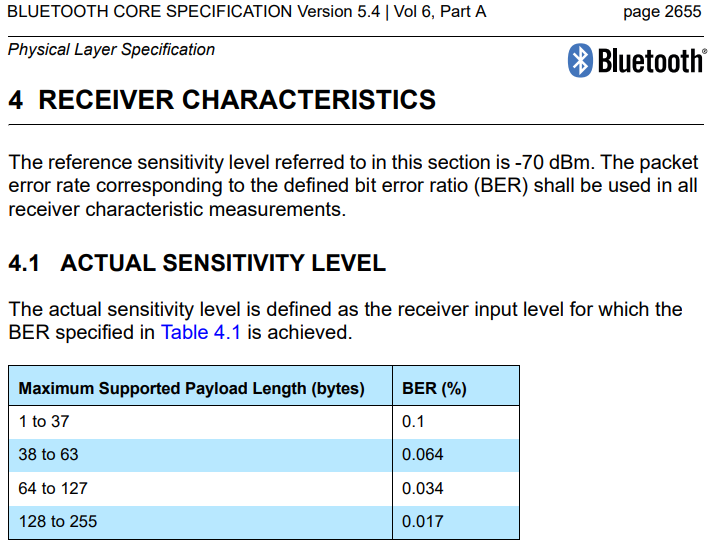 BLUETOOTH CORE SPECIFICATION Version 5.4 | Vol 6, Part A page 2655
Physical Layer Specification
Bluetooth®
4 RECEIVER CHARACTERISTICS
The reference sensitivity level referred to in this section is -70 dBm. The packet
error rate corresponding to the defined bit error ratio (BER) shall be used in all
receiver characteristic measurements.
4.1 ACTUAL SENSITIVITY LEVEL
The actual sensitivity level is defined as the receiver input level for which the
BER specified in Table 4.1 is achieved.
Maximum Supported Payload Length (bytes) BER (%)
1 to 37 0.1
38 to 63 0.064
64 to 127 0.034
128 to 255 0.017